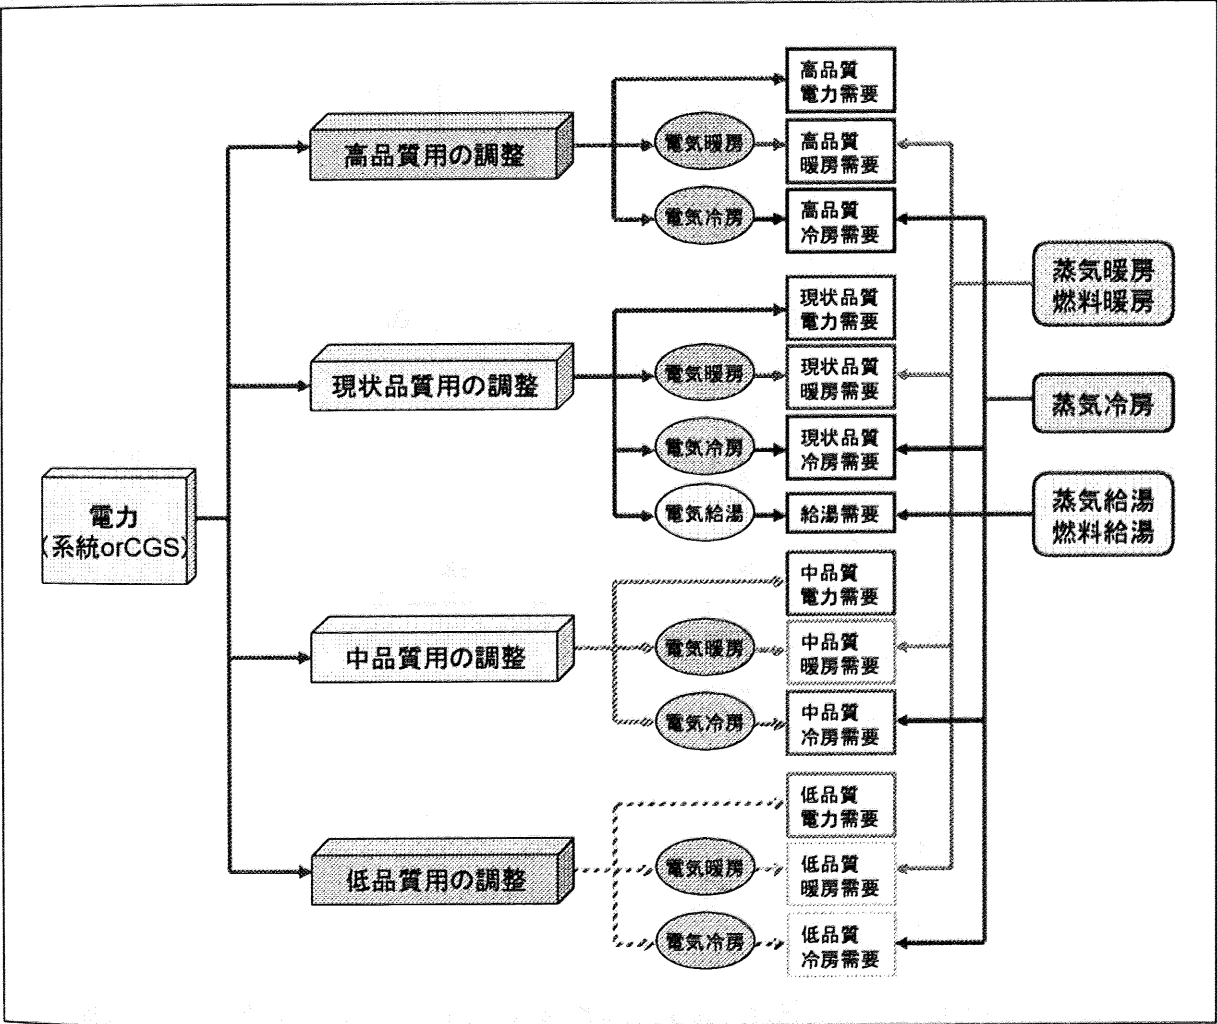 電力
(系統orCGS)
高品質用の調整
電気暖房
電気冷房
高品質
電力需要
高品質
暖房需要
高品質
冷房需要
現状品質用の調整
電気暖房
電気冷房
電気給湯
現状品質
電力需要
現状品質
暖房需要
現状品質
冷房需要
給湯需要
中品質用の調整
電気暖房
電気冷房
中品質
電力需要
中品質
暖房需要
中品質
冷房需要
低品質用の調整
電気暖房
電気冷房
低品質
電力需要
低品質
暖房需要
低品質
冷房需要
蒸気暖房
燃料暖房
蒸気冷房
蒸気給湯
燃料給湯